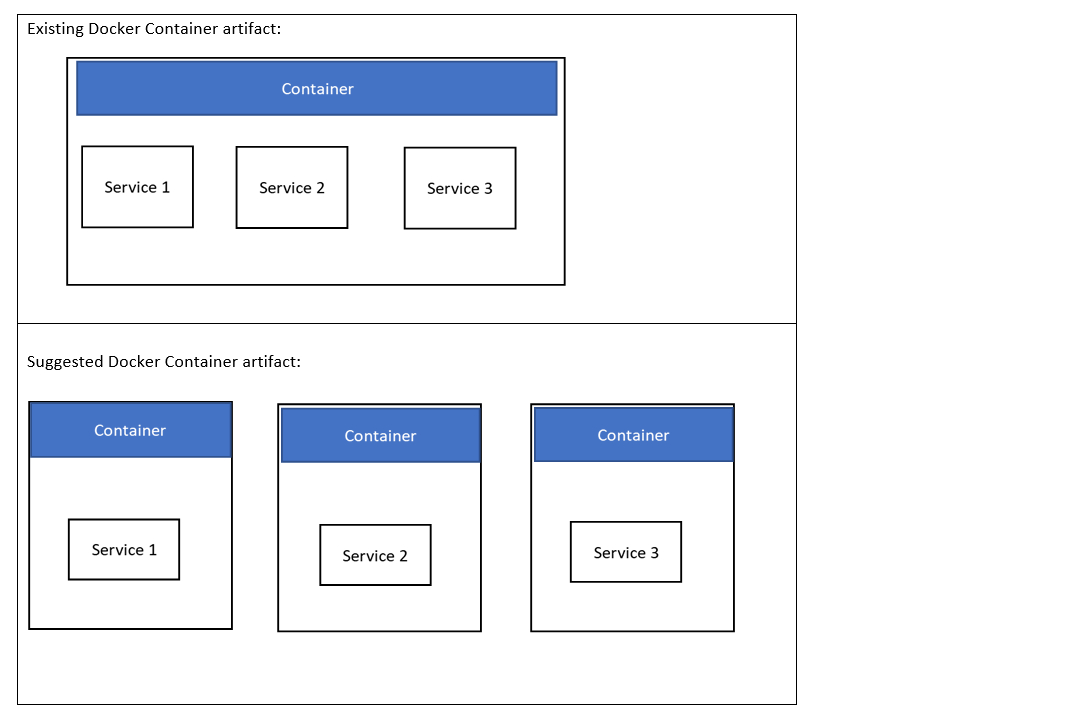 Existing Docker Container artifact:
Container
Service 1
Service 2
Service 3
Suggested Docker Container artifact:
Container
Container
Container
Service 1
Service 2
Service 3